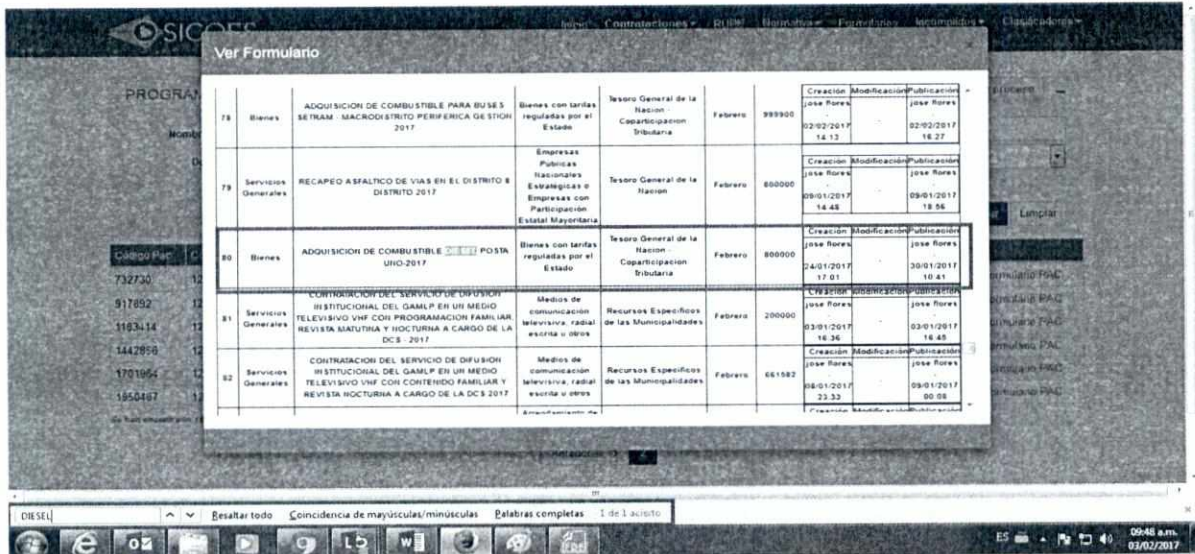 SICOES
Inicio Contrataciones RUPE Normativa Formularios Incumplidos Clasificadores
Ver Formulario
PROGRA
proceso
Nomb
Creación Modificación Publicación
78 Bienes ADQUISICION DE COMBUSTIBLE PARA BUSES SETRAM - MACRODISTRITO PERIFERICA GESTION 2017 Bienes con tarifas reguladas por el Estado Tesoro General de la Nacion - Coparticipacion Tributaria Febrero 999900 jose flores - 02/02/2017 14:13 - jose flores - 02/02/2017 16:27
Creación Modificación Publicación
79 Servicios Generales RECAPEO ASFALTICO DE VIAS EN EL DISTRITO 8 DISTRITO 2017 Empresas Publicas Nacionales Estratégicas o Empresas con Participación Estatal Mayoritaria Tesoro General de la Nacion Febrero 800000 jose flores - 09/01/2017 14:48 - jose flores - 09/01/2017 18:56
Limpiar
Creación Modificación Publicación
80 Bienes ADQUISICION DE COMBUSTIBLE DIESEL POSTA UNO-2017 Bienes con tarifas reguladas por el Estado Tesoro General de la Nacion - Coparticipacion Tributaria Febrero 800000 jose flores - 24/01/2017 17:01 - jose flores - 30/01/2017 10:41
Código Pac
732730 12
917892 12
1183414 12
1442856 12
1701964 12
1950467 12
Formulario PAC
Creación Modificación Publicación
81 Servicios Generales CONTRATACION DEL SERVICIO DE DIFUSION INSTITUCIONAL DEL GAMLP EN UN MEDIO TELEVISIVO VHF CON PROGRAMACION FAMILIAR, REVISTA MATUTINA Y NOCTURNA A CARGO DE LA DCS - 2017 Medios de comunicación televisiva, radial escrita u otros Recursos Especificos de las Municipalidades Febrero 200000 jose flores - 03/01/2017 16:36 - jose flores - 03/01/2017 16:45
Creación Modificación Publicación
82 Servicios Generales CONTRATACION DEL SERVICIO DE DIFUSION INSTITUCIONAL DEL GAMLP EN UN MEDIO TELEVISIVO VHF CON CONTENIDO FAMILIAR Y REVISTA NOCTURNA A CARGO DE LA DCS 2017 Medios de comunicación televisiva, radial escrita u otros Recursos Especificos de las Municipalidades Febrero 661582 jose flores - 08/01/2017 23:33 - jose flores - 09/01/2017 00:08
Arrendamiento de Creación Modificación Publicación
DIESEL Resaltar todo Coincidencia de mayúsculas/minúsculas Palabras completas 1 de 1 acierto
ES 09:48 a.m.
03/02/2017